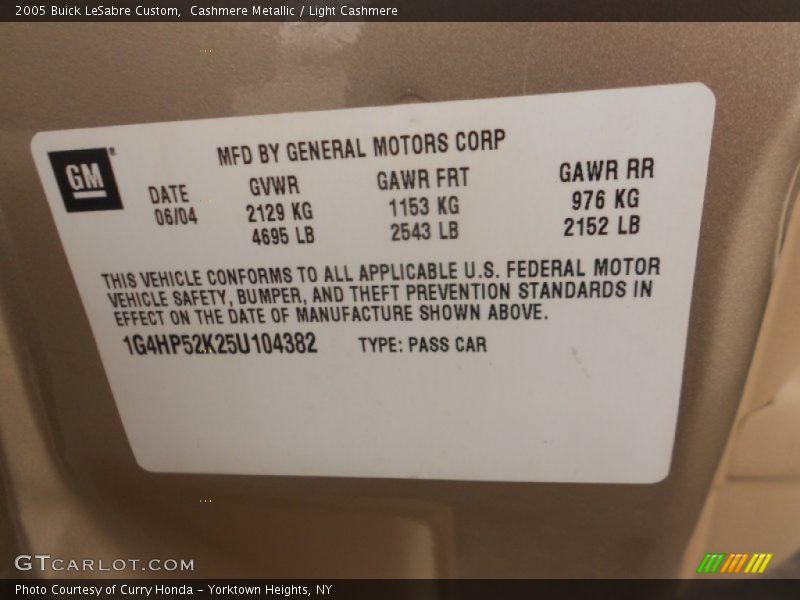 2005 Buick LeSabre Custom,  Cashmere Metallic / Light Cashmere
GM
MFD BY GENERAL MOTORS CORP
DATE GVWR GAWR FRT GAWR RR
06/04 2129 KG 1153 KG 976 KG
4695 LB 2543 LB 2152 LB
THIS VEHICLE CONFORMS TO ALL APPLICABLE U.S. FEDERAL MOTOR
VEHICLE SAFETY, BUMPER, AND THEFT PREVENTION STANDARDS IN
EFFECT ON THE DATE OF MANUFACTURE SHOWN ABOVE.
1G4HP52K25U104382 TYPE: PASS CAR
GTCARLOT.COM
Photo Courtesy of Curry Honda - Yorktown Heights, NY